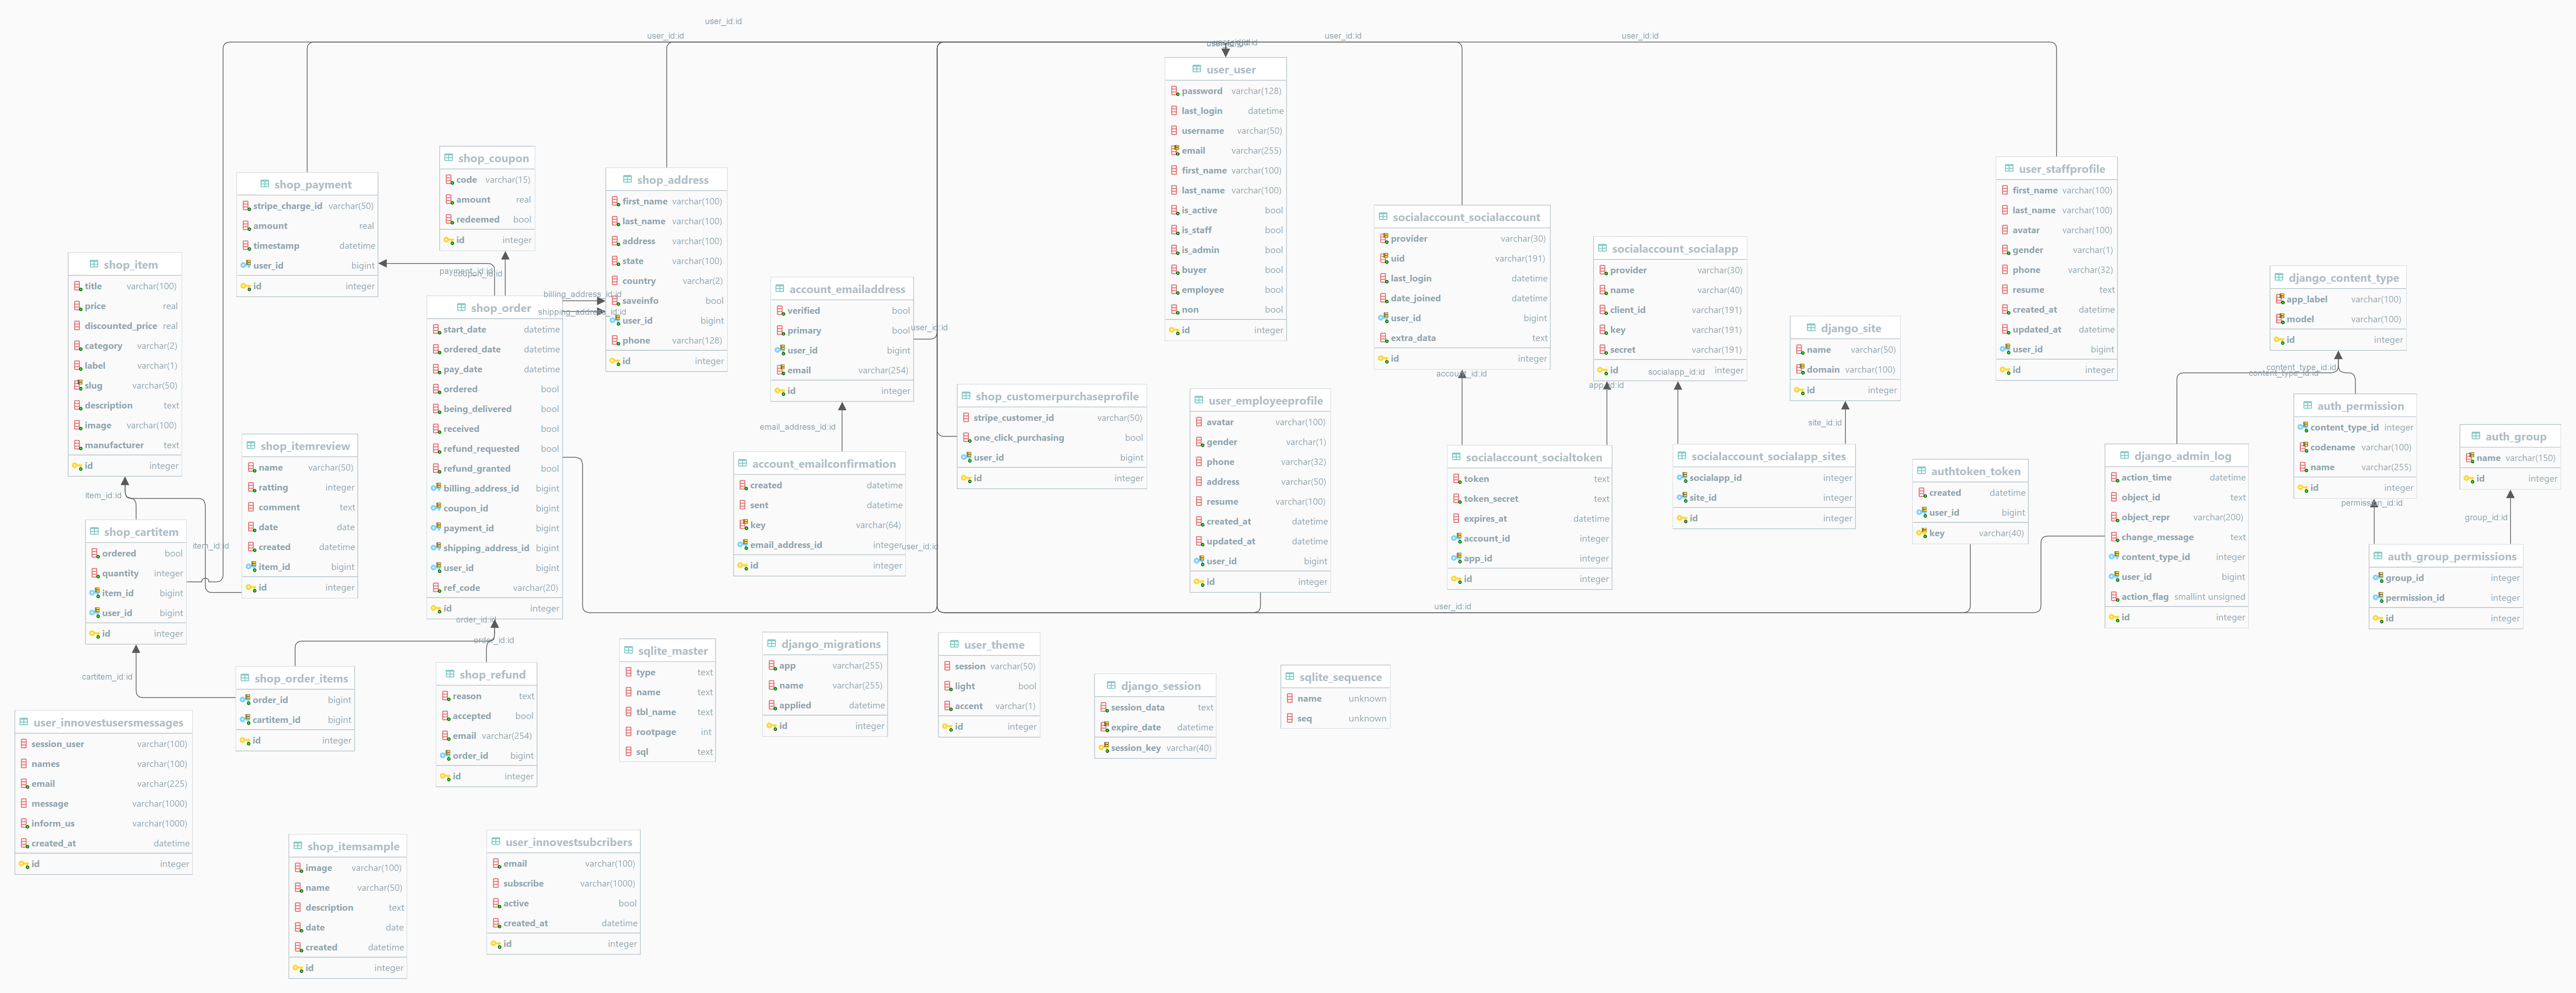 user_id:id
user_id:id
user_id:id
user_id:id
user_user
password varchar(128)
last_login datetime
username varchar(50)
email varchar(255)
first_name varchar(100)
last_name varchar(100)
is_active bool
is_staff bool
is_admin bool
buyer bool
employee bool
non bool
id integer
shop_coupon
code varchar(15)
amount real
redeemed bool
id integer
shop_payment
stripe_charge_id varchar(50)
amount real
timestamp datetime
user_id bigint
id integer
shop_address
first_name varchar(100)
last_name varchar(100)
address varchar(100)
state varchar(100)
country varchar(2)
saveinfo bool
user_id bigint
phone varchar(128)
id integer
user_staffprofile
first_name varchar(100)
last_name varchar(100)
avatar varchar(100)
gender varchar(1)
phone varchar(32)
resume text
created_at datetime
updated_at datetime
user_id bigint
id integer
socialaccount_socialaccount
provider varchar(30)
uid varchar(191)
last_login datetime
date_joined datetime
user_id bigint
extra_data text
id integer
account_id:id
socialaccount_socialapp
provider varchar(30)
name varchar(40)
client_id varchar(191)
key varchar(191)
secret varchar(191)
id integer
socialapp_id:id
app_id:id
shop_item
title varchar(100)
price real
discounted_price real
category varchar(2)
label varchar(1)
slug varchar(50)
description text
image varchar(100)
manufacturer text
id integer
item_id:id
payment_id:id
shop_order
start_date datetime
ordered_date datetime
pay_date datetime
ordered bool
being_delivered bool
received bool
refund_requested bool
refund_granted bool
billing_address_id bigint
coupon_id bigint
payment_id bigint
shipping_address_id bigint
user_id bigint
ref_code varchar(20)
id integer
billing_address_id:id
shipping_address_id:id
order_id:id
order_id:id
account_emailaddress
verified bool
primary bool
user_id bigint
email varchar(254)
id integer
user_id:id
email_address_id:id
django_site
name varchar(50)
domain varchar(100)
id integer
site_id:id
django_content_type
app_label varchar(100)
model varchar(100)
id integer
content_type_id:id
content_type_id:id
shop_customerpurchaseprofile
stripe_customer_id varchar(50)
one_click_purchasing bool
user_id bigint
id integer
user_employeeprofile
avatar varchar(100)
gender varchar(1)
phone varchar(32)
address varchar(50)
resume varchar(100)
created_at datetime
updated_at datetime
user_id bigint
id integer
auth_permission
content_type_id integer
codename varchar(100)
name varchar(255)
id integer
permission_id:id
auth_group
name varchar(150)
id integer
group_id:id
shop_itemreview
name varchar(50)
ratting integer
comment text
date date
created datetime
item_id bigint
id integer
item_id:id
account_emailconfirmation
created datetime
sent datetime
key varchar(64)
email_address_id integer
id integer
user_id:id
socialaccount_socialtoken
token text
token_secret text
expires_at datetime
account_id integer
app_id integer
id integer
socialaccount_socialapp_sites
socialapp_id integer
site_id integer
id integer
authtoken_token
created datetime
user_id bigint
key varchar(40)
django_admin_log
action_time datetime
object_id text
object_repr varchar(200)
change_message text
content_type_id integer
user_id bigint
action_flag smallint unsigned
id integer
shop_cartitem
ordered bool
quantity integer
item_id bigint
user_id bigint
id integer
cartitem_id:id
auth_group_permissions
group_id integer
permission_id integer
id integer
user_id:id
shop_order_items
order_id bigint
cartitem_id bigint
id integer
shop_refund
reason text
accepted bool
email varchar(254)
order_id bigint
id integer
sqlite_master
type text
name text
tbl_name text
rootpage int
sql text
django_migrations
app varchar(255)
name varchar(255)
applied datetime
id integer
user_theme
session varchar(50)
light bool
accent varchar(1)
id integer
django_session
session_data text
expire_date datetime
session_key varchar(40)
sqlite_sequence
name unknown
seq unknown
user_innovestusersmessages
session_user varchar(100)
names varchar(100)
email varchar(225)
message varchar(1000)
inform_us varchar(1000)
created_at datetime
id integer
shop_itemsample
image varchar(100)
name varchar(50)
description text
date date
created datetime
id integer
user_innovestsubcribers
email varchar(100)
subscribe varchar(1000)
active bool
created_at datetime
id integer